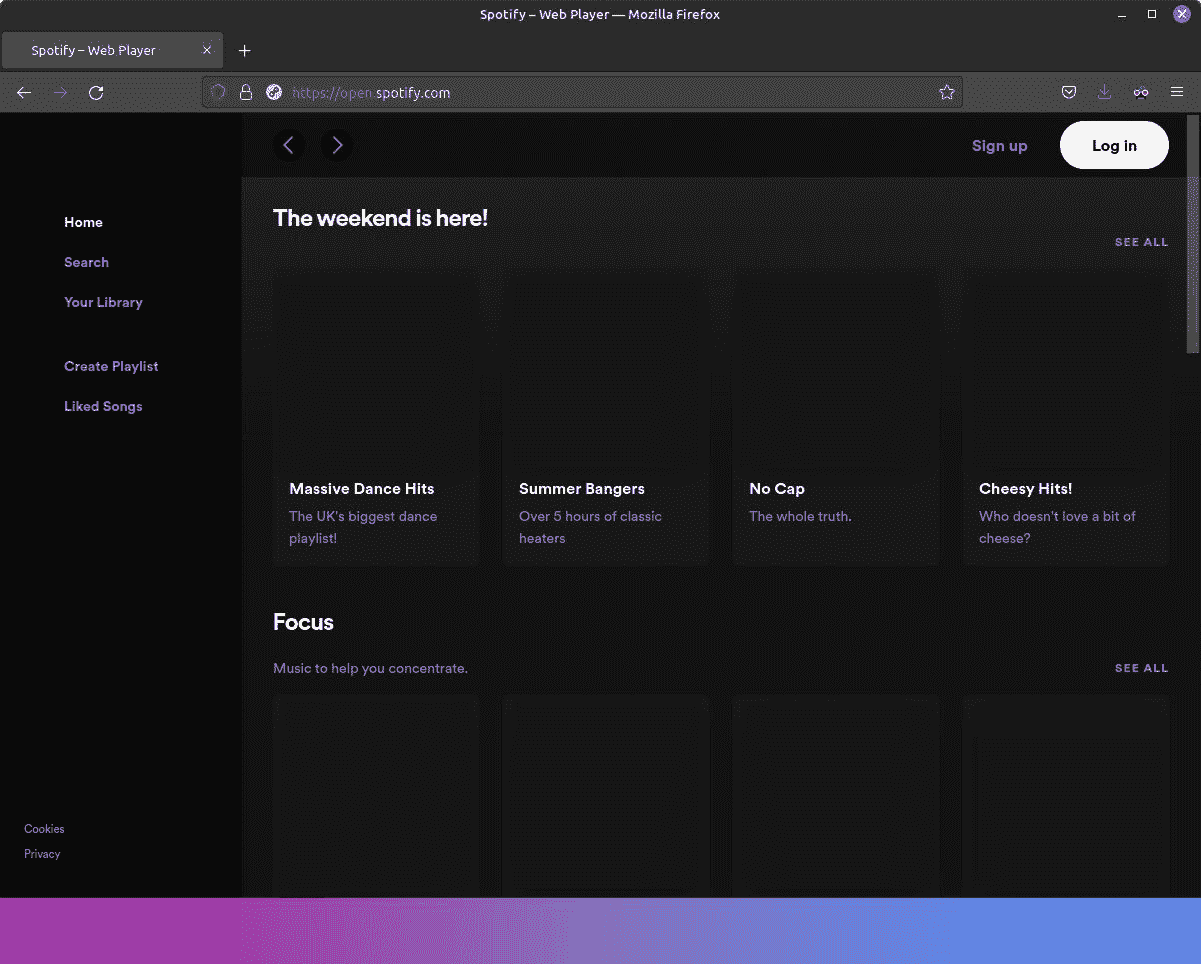 Spotify – Web Player — Mozilla Firefox
Spotify – Web Player
https://open.spotify.com
Sign up
Log in
Home
Search
Your Library
Create Playlist
Liked Songs
Cookies
Privacy
The weekend is here!
SEE ALL
Massive Dance Hits
The UK's biggest dance
playlist!
Summer Bangers
Over 5 hours of classic
heaters
No Cap
The whole truth.
Cheesy Hits!
Who doesn't love a bit of
cheese?
Focus
Music to help you concentrate.
SEE ALL